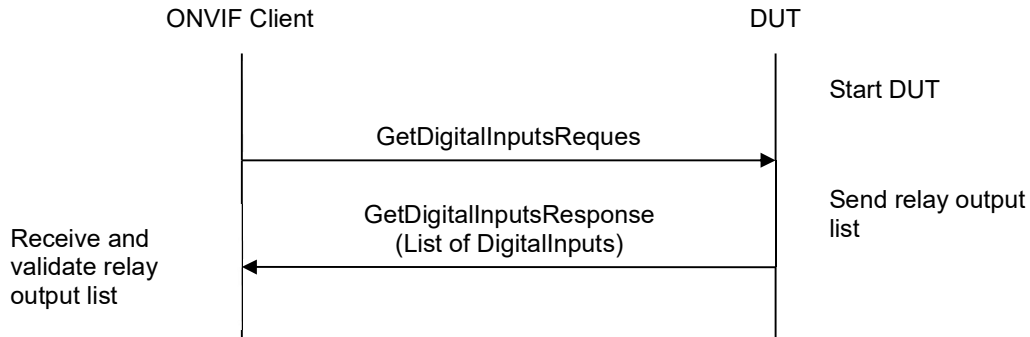 ONVIF Client
DUT
Start DUT
GetDigitalInputsReques
Send relay output
list
GetDigitalInputsResponse
(List of DigitalInputs)
Receive and
validate relay
output list